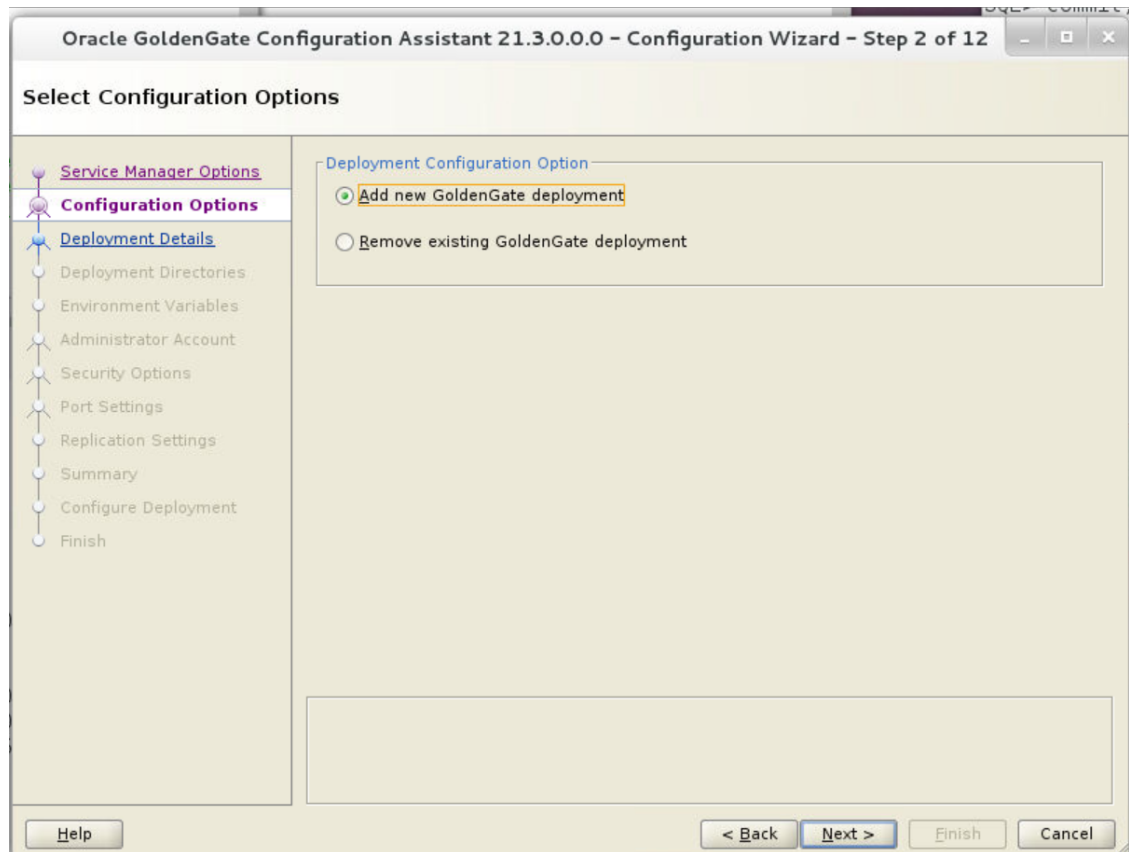 SQL> commit;
Oracle GoldenGate Configuration Assistant 21.3.0.0.0 - Configuration Wizard - Step 2 of 12
Select Configuration Options
Service Manager Options
Configuration Options
Deployment Details
Deployment Directories
Environment Variables
Administrator Account
Security Options
Port Settings
Replication Settings
Summary
Configure Deployment
Finish
Deployment Configuration Option
Add new GoldenGate deployment
Remove existing GoldenGate deployment
Help
< Back
Next >
Finish
Cancel